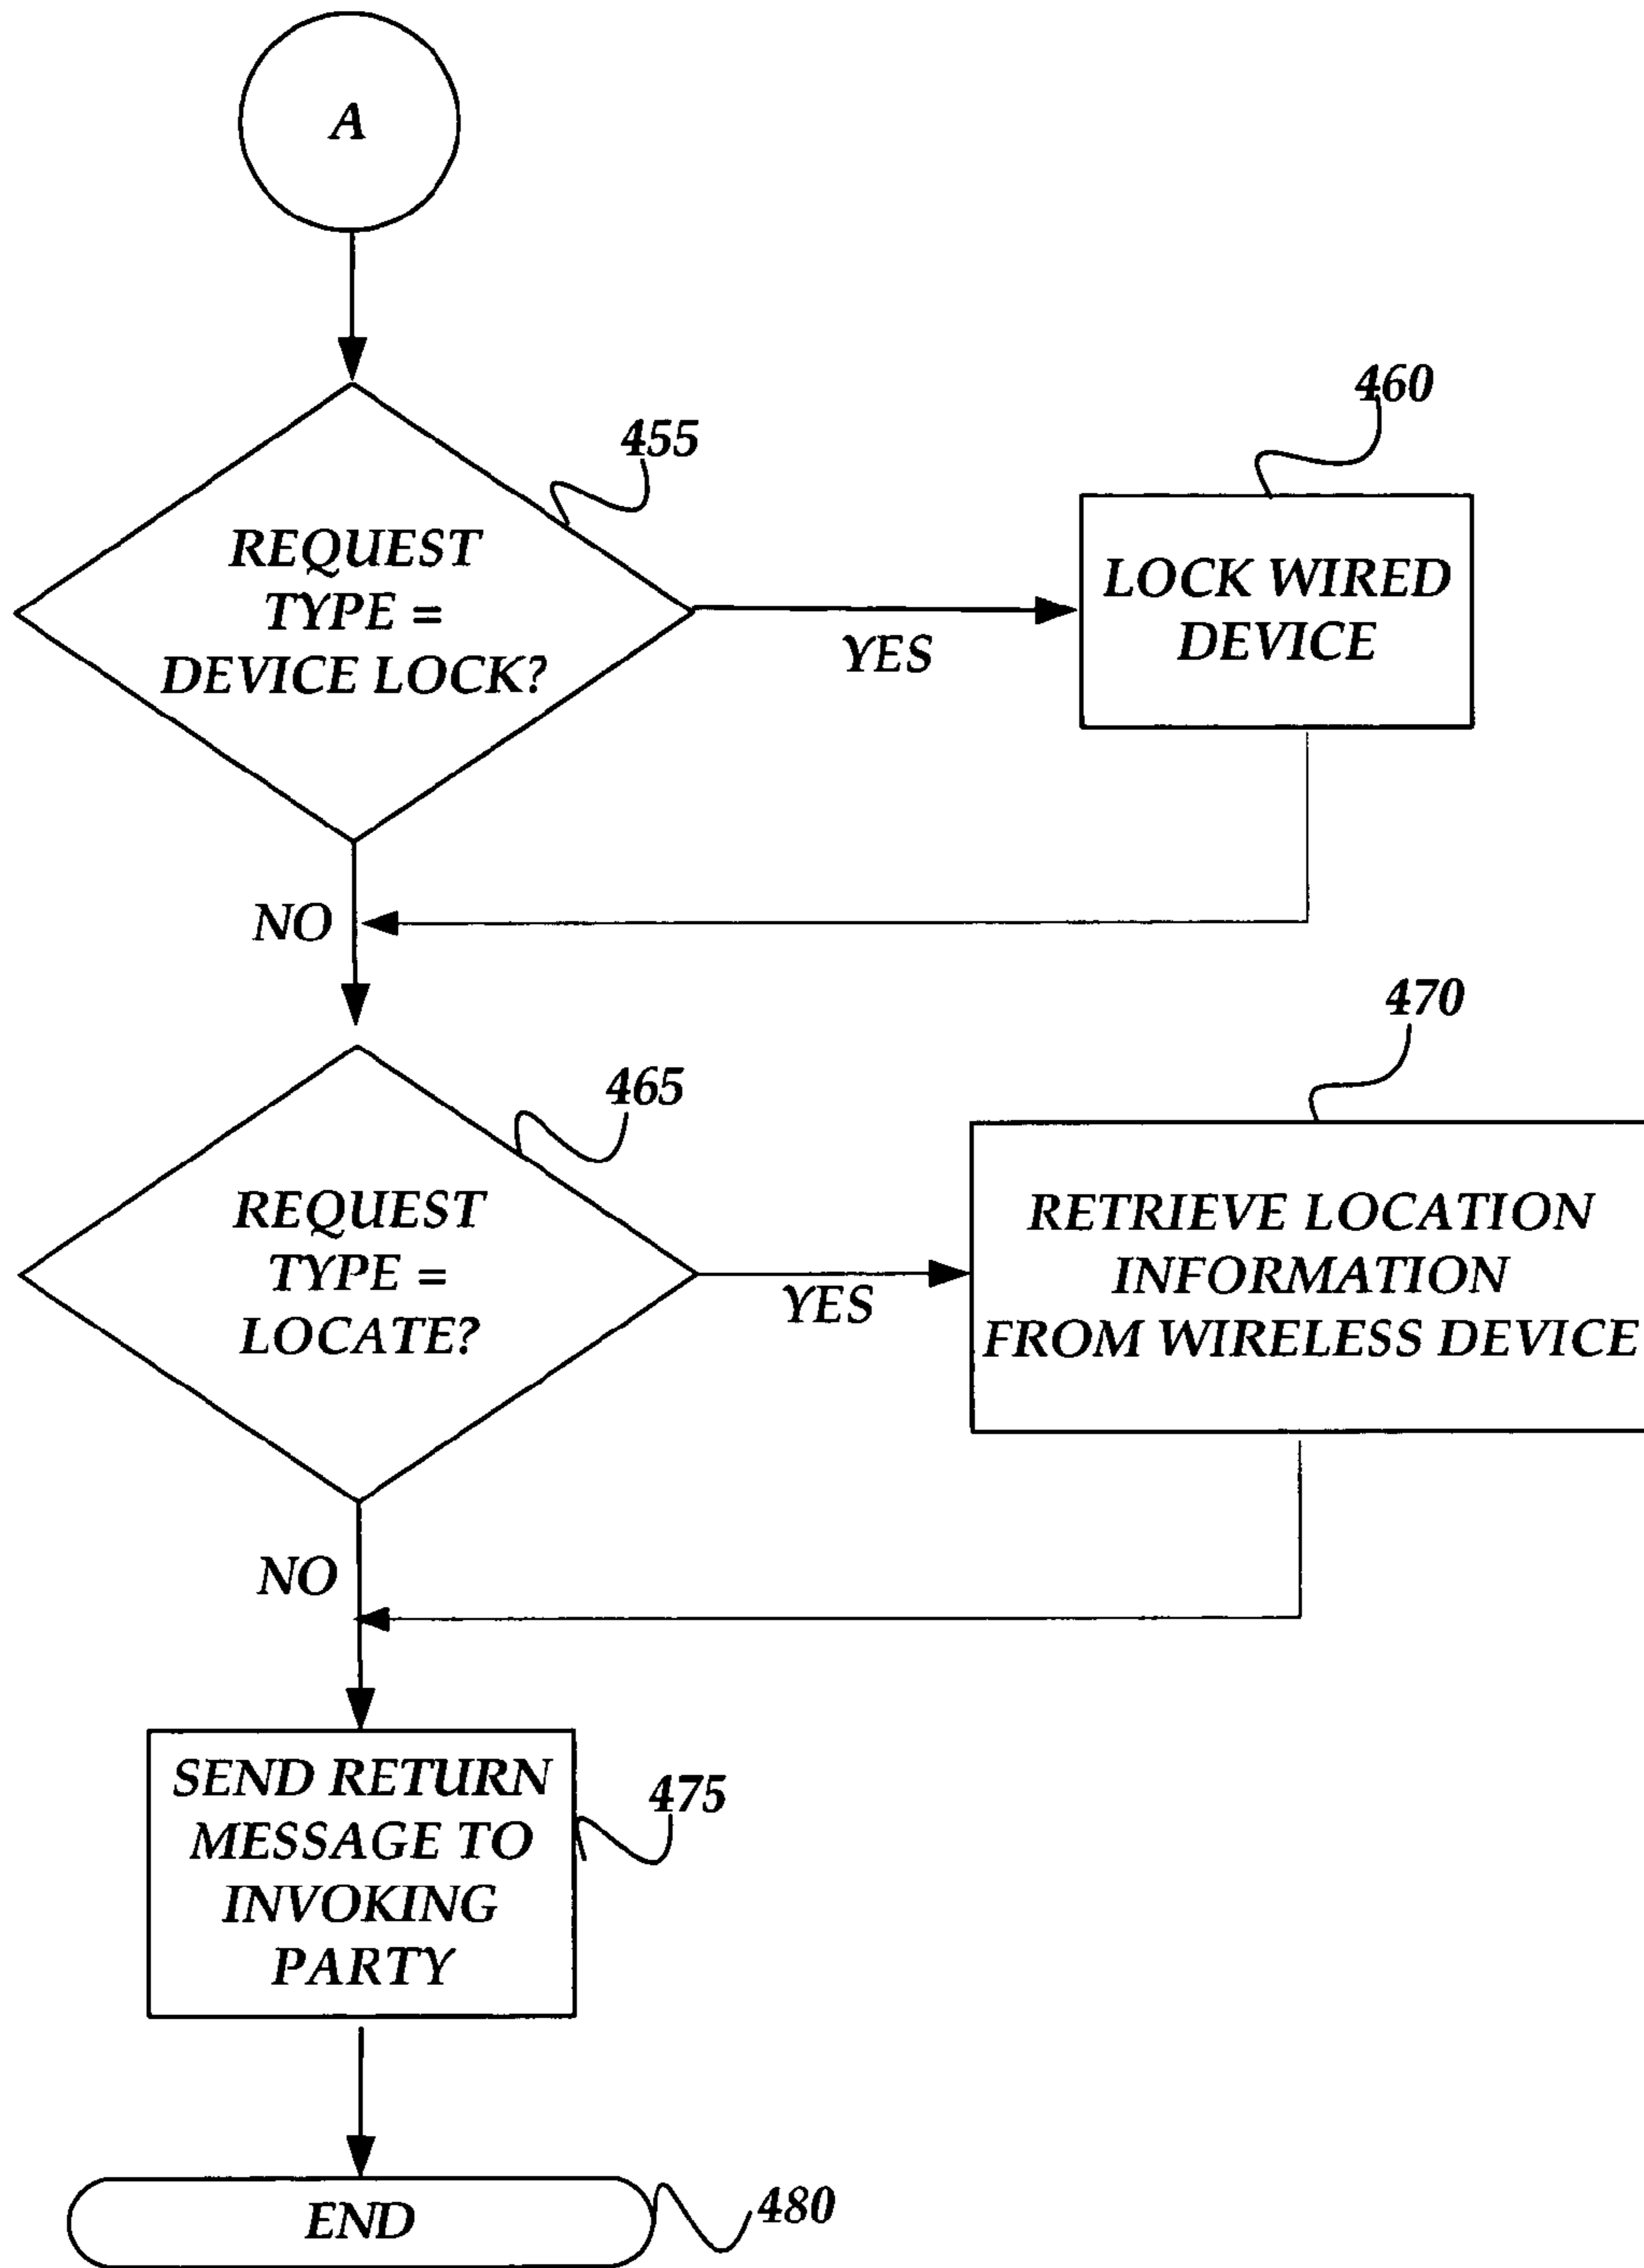 A
455
REQUEST
TYPE =
DEVICE LOCK?
YES
460
LOCK WIRED
DEVICE
NO
465
REQUEST
TYPE =
LOCATE?
YES
470
RETRIEVE LOCATION
INFORMATION
FROM WIRELESS DEVICE
NO
SEND RETURN
MESSAGE TO
INVOKING
PARTY
475
END
480